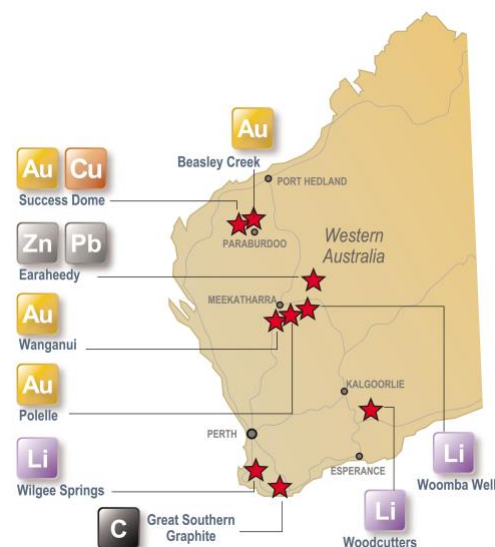 Au
Beasley Creek
Au Cu
Success Dome
PORT HEDLAND
PARABURDOO
Western
Australia
Zn Pb
Earaheedy
MEEKATHARRA
Au
Wanganui
Au
Polelle
KALGOORLIE
PERTH
Li
Wilgee Springs
ESPERANCE
Li
Woomba Well
C
Great Southern
Graphite
Li
Woodcutters